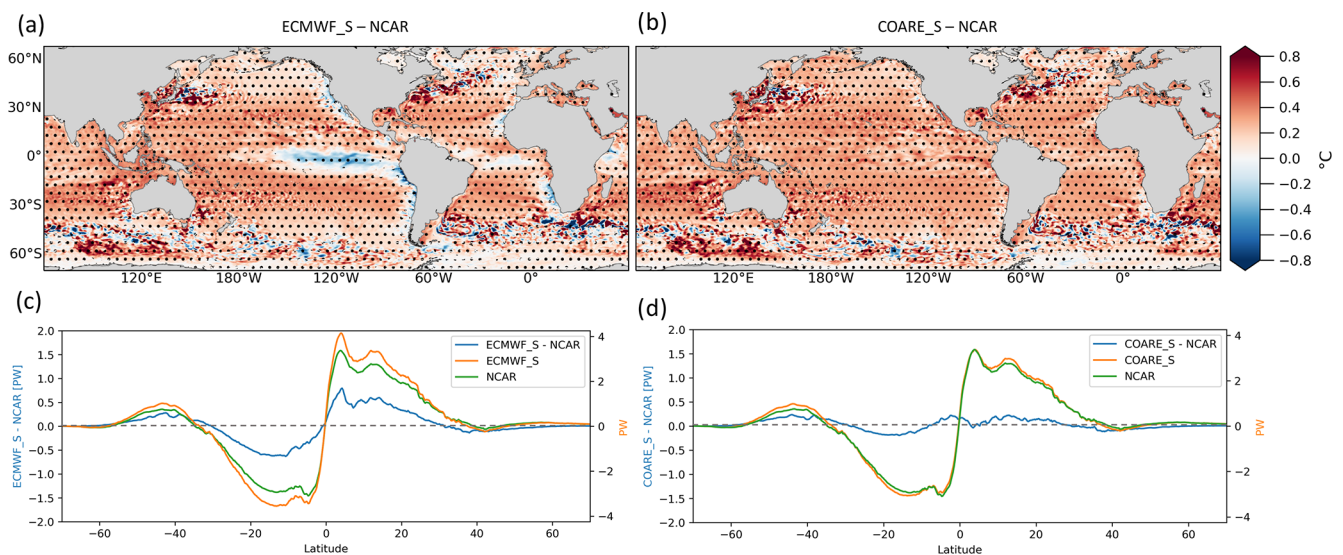 (a)
ECMWF_S – NCAR
(b)
COARE_S – NCAR
60°N
30°N
0°
30°S
60°S
120°E
180°W
120°W
60°W
0°
120°E
180°W
120°W
60°W
0°
0.8
0.6
0.4
0.2
0.0
−0.2
−0.4
−0.6
−0.8
°C
(c)
ECMWF_S - NCAR [PW]
2.0
1.5
1.0
0.5
0.0
−0.5
−1.0
−1.5
−2.0
ECMWF_S - NCAR
ECMWF_S
NCAR
4
2
0
−2
−4
PW
−60
−40
−20
0
20
40
60
Latitude
(d)
COARE_S - NCAR [PW]
2.0
1.5
1.0
0.5
0.0
−0.5
−1.0
−1.5
−2.0
COARE_S - NCAR
COARE_S
NCAR
4
2
0
−2
−4
PW
−60
−40
−20
0
20
40
60
Latitude